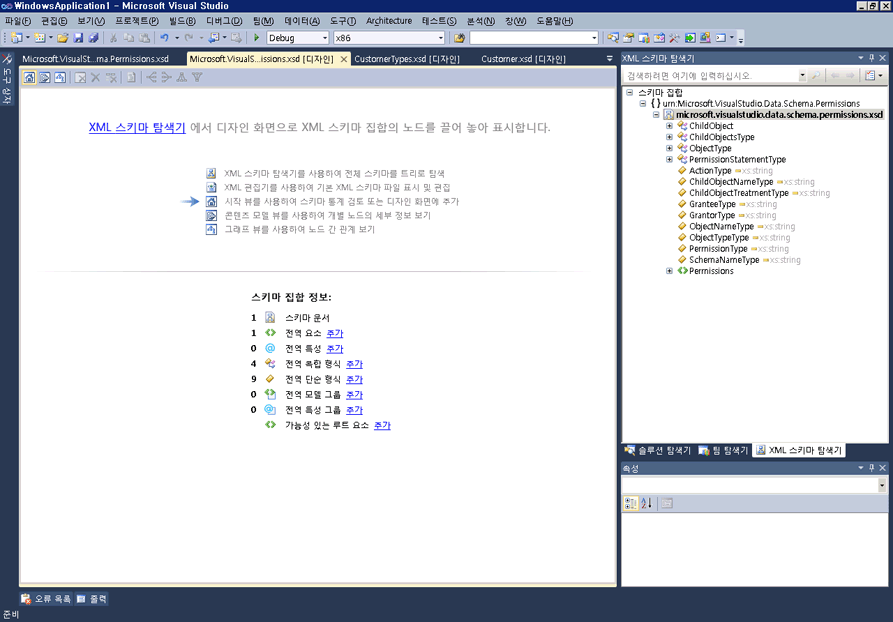 WindowsApplication1 - Microsoft Visual Studio
파일(F) 편집(E) 보기(V) 프로젝트(P) 빌드(B) 디버그(D) 팀(M) 데이터(A) 도구(T) Architecture 테스트(S) 분석(N) 창(W) 도움말(H)
Debug x86
도구 상자
Microsoft.VisualSt...ma.Permissions.xsd Microsoft.VisualS...issions.xsd [디자인] CustomerTypes.xsd [디자인] Customer.xsd [디자인]
XML 스키마 탐색기 에서 디자인 화면으로 XML 스키마 집합의 노드를 끌어 놓아 표시합니다.
XML 스키마 탐색기를 사용하여 전체 스키마를 트리로 탐색
XML 편집기를 사용하여 기본 XML 스키마 파일 표시 및 편집
시작 뷰를 사용하여 스키마 통계 검토 또는 디자인 화면에 추가
콘텐츠 모델 뷰를 사용하여 개별 노드의 세부 정보 보기
그래프 뷰를 사용하여 노드 간 관계 보기
스키마 집합 정보:
1 스키마 문서
1 전역 요소 추가
0 전역 특성 추가
4 전역 복합 형식 추가
9 전역 단순 형식 추가
0 전역 모델 그룹 추가
0 전역 특성 그룹 추가
가능성 있는 루트 요소 추가
XML 스키마 탐색기
검색하려면 여기에 입력하십시오.
스키마 집합
{} urn:Microsoft.VisualStudio.Data.Schema.Permissions
microsoft.visualstudio.data.schema.permissions.xsd
ChildObject
ChildObjectsType
ObjectType
PermissionStatementType
ActionType xs:string
ChildObjectNameType xs:string
ChildObjectTreatmentType xs:string
GranteeType xs:string
GrantorType xs:string
ObjectNameType xs:string
ObjectTypeType xs:string
PermissionType xs:string
SchemaNameType xs:string
Permissions
솔루션 탐색기 팀 탐색기 XML 스키마 탐색기
속성
오류 목록 출력
준비